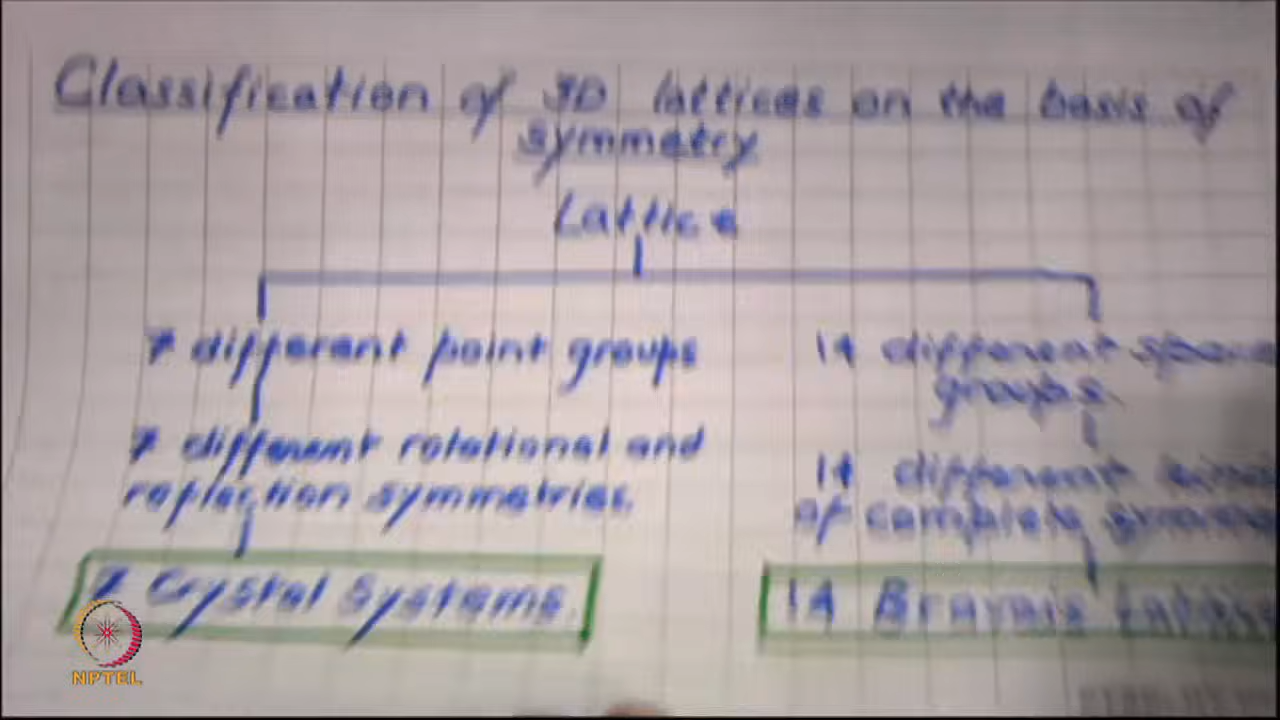 Classification of 3D lattices on the basis of
symmetry
Lattice
7 different point groups
14 different space
groups.
7 different rotational and
reflection symmetries.
14 different
of complete
7 Crystal Systems.
14 Bravais
NPTEL